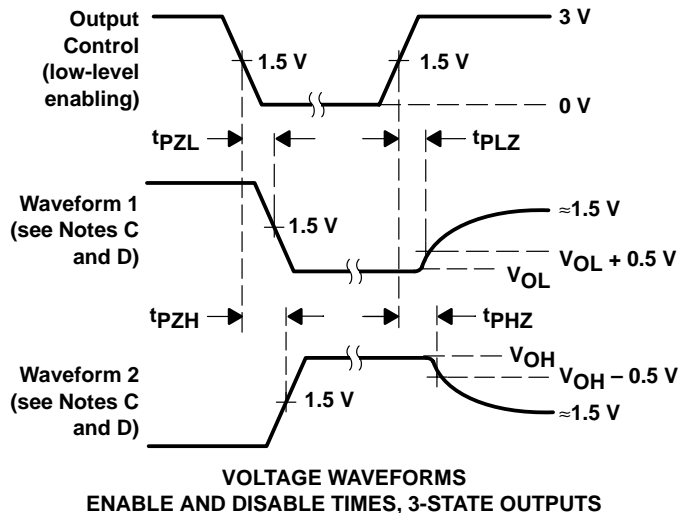 Output
Control
(low-level
enabling)
1.5 V
1.5 V
3 V
0 V
tPZL
tPLZ
Waveform 1
(see Notes C
and D)
1.5 V
≈1.5 V
VOL + 0.5 V
VOL
tPZH
tPHZ
Waveform 2
(see Notes C
and D)
1.5 V
VOH
VOH – 0.5 V
≈1.5 V
VOLTAGE WAVEFORMS
ENABLE AND DISABLE TIMES, 3-STATE OUTPUTS